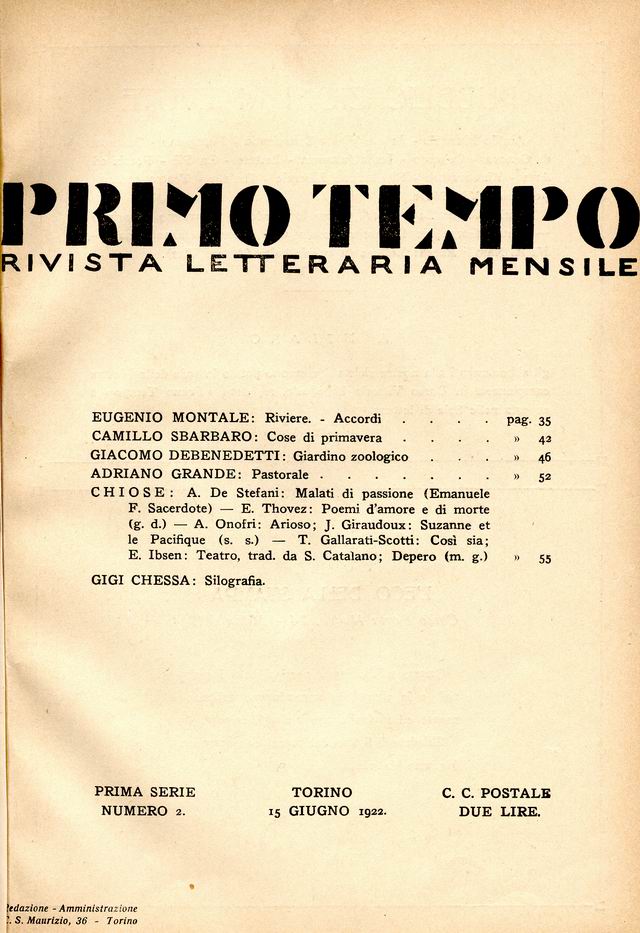 PRIMO TEMPO
RIVISTA LETTERARIA MENSILE
EUGENIO MONTALE: Riviere. - Accordi . . . . pag. 35
CAMILLO SBARBARO: Cose di primavera . . . . » 42
GIACOMO DEBENEDETTI: Giardino zoologico . . . » 46
ADRIANO GRANDE: Pastorale . . . . . . . » 52
CHIOSE: A. De Stefani: Malati di passione (Emanuele
F. Sacerdote) — E. Thovez: Poemi d'amore e di morte
(g. d.) — A. Onofri: Arioso; J. Giraudoux: Suzanne et
le Pacifique (s. s.) — T. Gallarati-Scotti: Così sia;
E. Ibsen: Teatro, trad. da S. Catalano; Depero (m. g.) » 55
GIGI CHESSA: Silografia.
PRIMA SERIE TORINO C. C. POSTALE
NUMERO 2. 15 GIUGNO 1922. DUE LIRE.
Redazione - Amministrazione
S. Maurizio, 36 - Torino